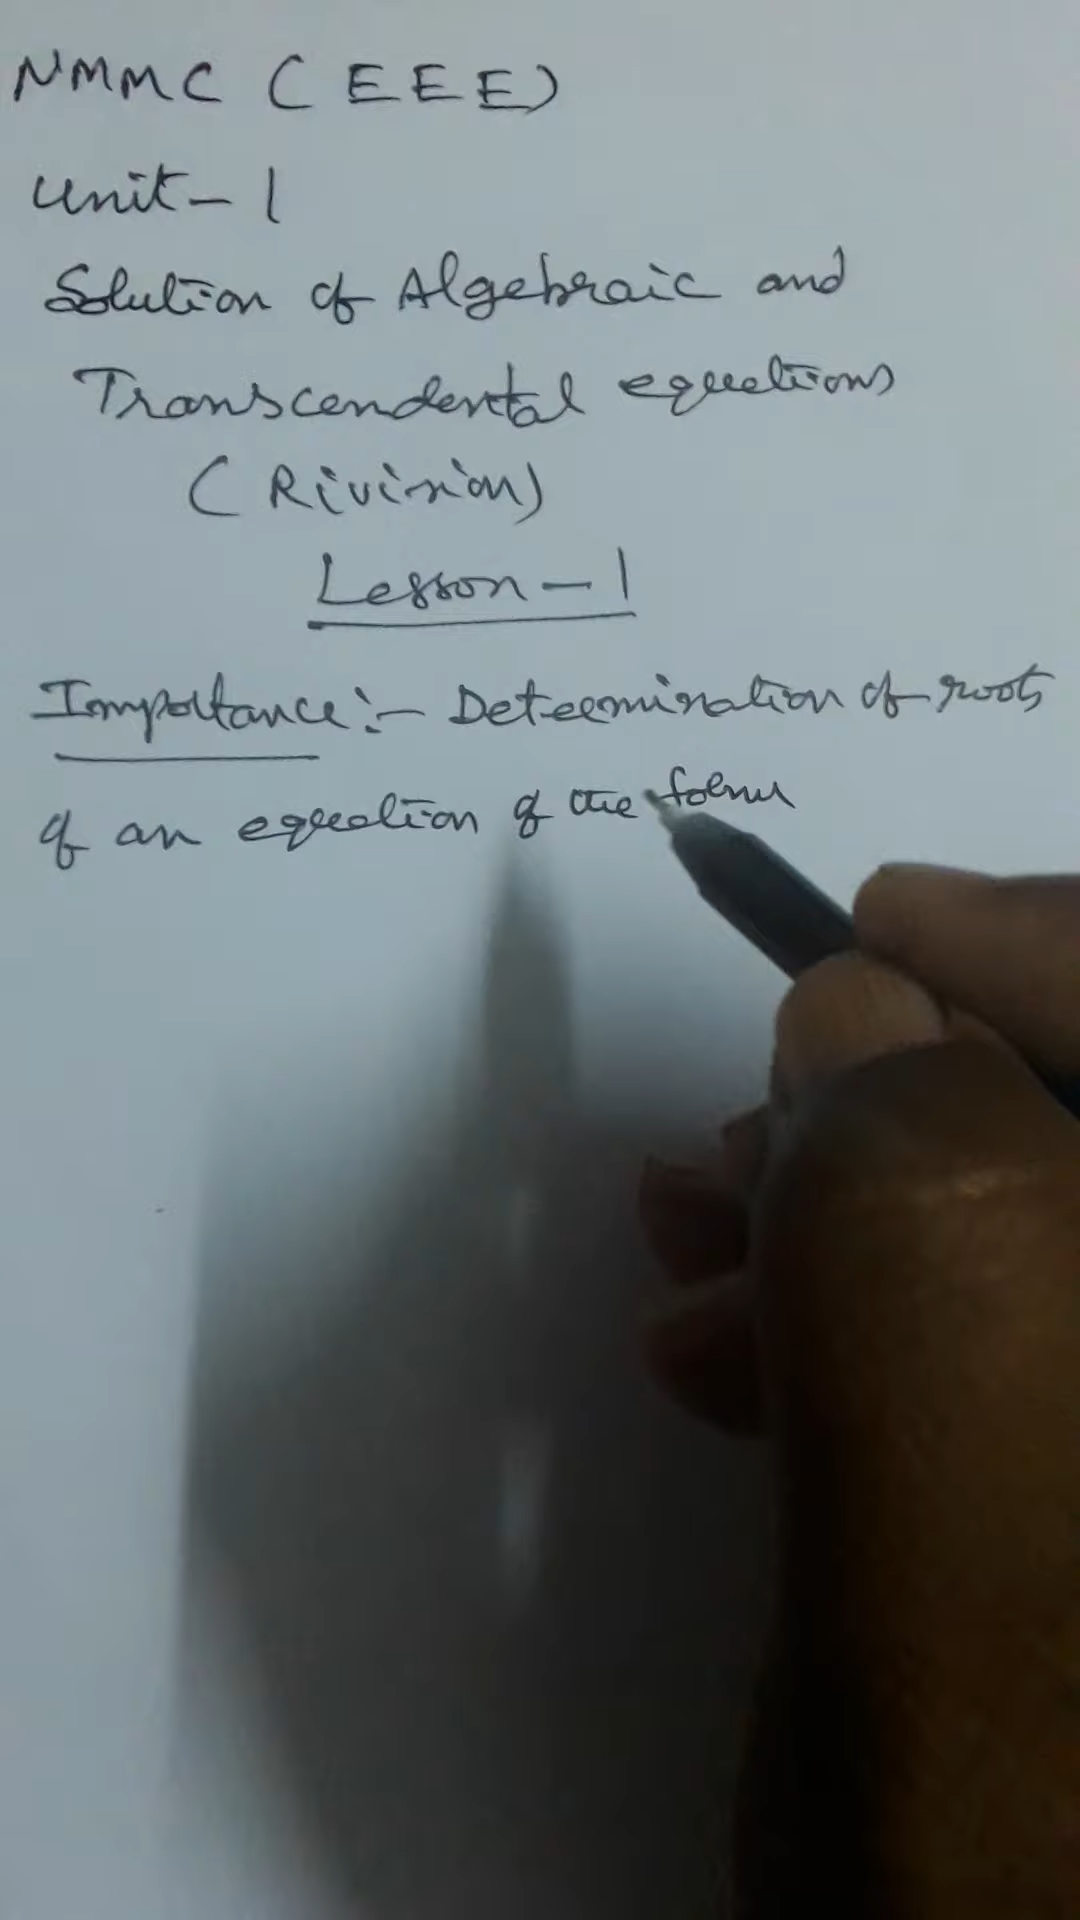 NMMC (EEE)
Unit - 1
Solution of Algebraic and
Transcendental equations
(Rivision)
Lesson - 1
Importance :- Determination of roots
of an equation of the form